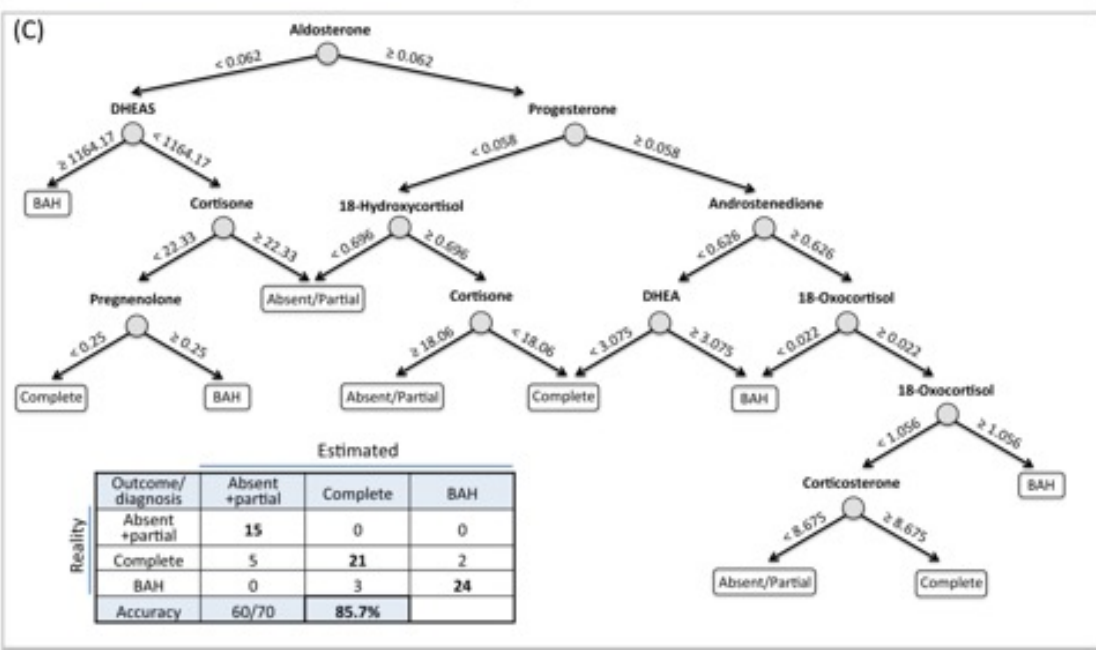 (C)
Aldosterone
< 0.062
≥ 0.062
DHEAS
Progesterone
≥ 1164.17
< 1164.17
< 0.058
≥ 0.058
BAH
Cortisone
18-Hydroxycortisol
Androstenedione
< 22.33
≥ 22.33
< 0.696
≥ 0.696
< 0.626
≥ 0.626
Pregnenolone
Absent/Partial
Cortisone
DHEA
18-Oxocortisol
< 0.25
≥ 0.25
≥ 18.06
< 18.06
< 3.075
≥ 3.075
< 0.022
≥ 0.022
Complete
BAH
Absent/Partial
Complete
BAH
18-Oxocortisol
< 1.056
≥ 1.056
Corticosterone
BAH
< 8.675
≥ 8.675
Absent/Partial
Complete
Estimated
Reality
Outcome/
diagnosis
Absent
+partial
Complete
BAH
Absent
+partial
15
0
0
Complete
5
21
2
BAH
0
3
24
Accuracy
60/70
85.7%